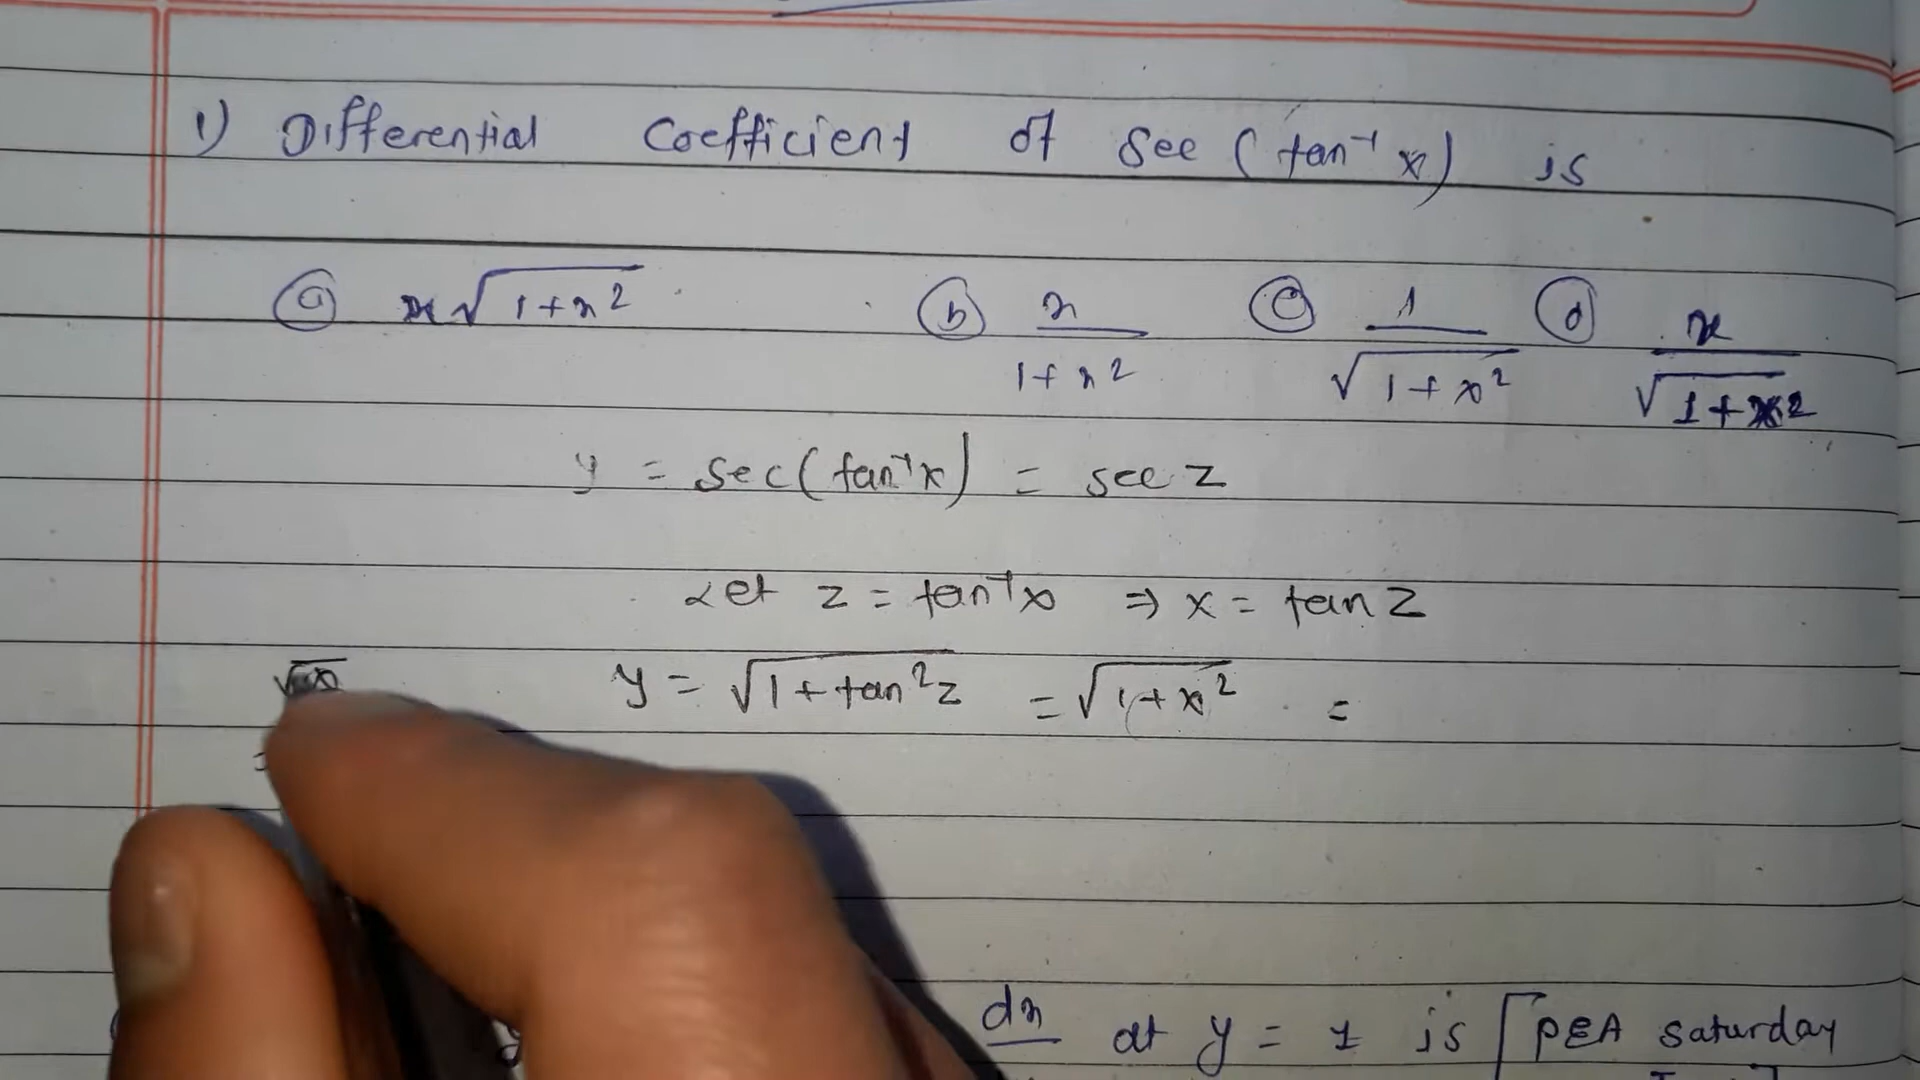 1) Differential Coefficient of Sec (tan⁻¹ x) is
(a) x√(1+x²) (b) x/(1+x²) (c) 1/√(1+x²) (d) x/√(1+x²)
y = sec(tan⁻¹x) = sec z
Let z = tan⁻¹x ⇒ x = tan z
y = √(1+tan²z) = √(1+x²) =
√x
dx at y = 1 is [PEA Saturday